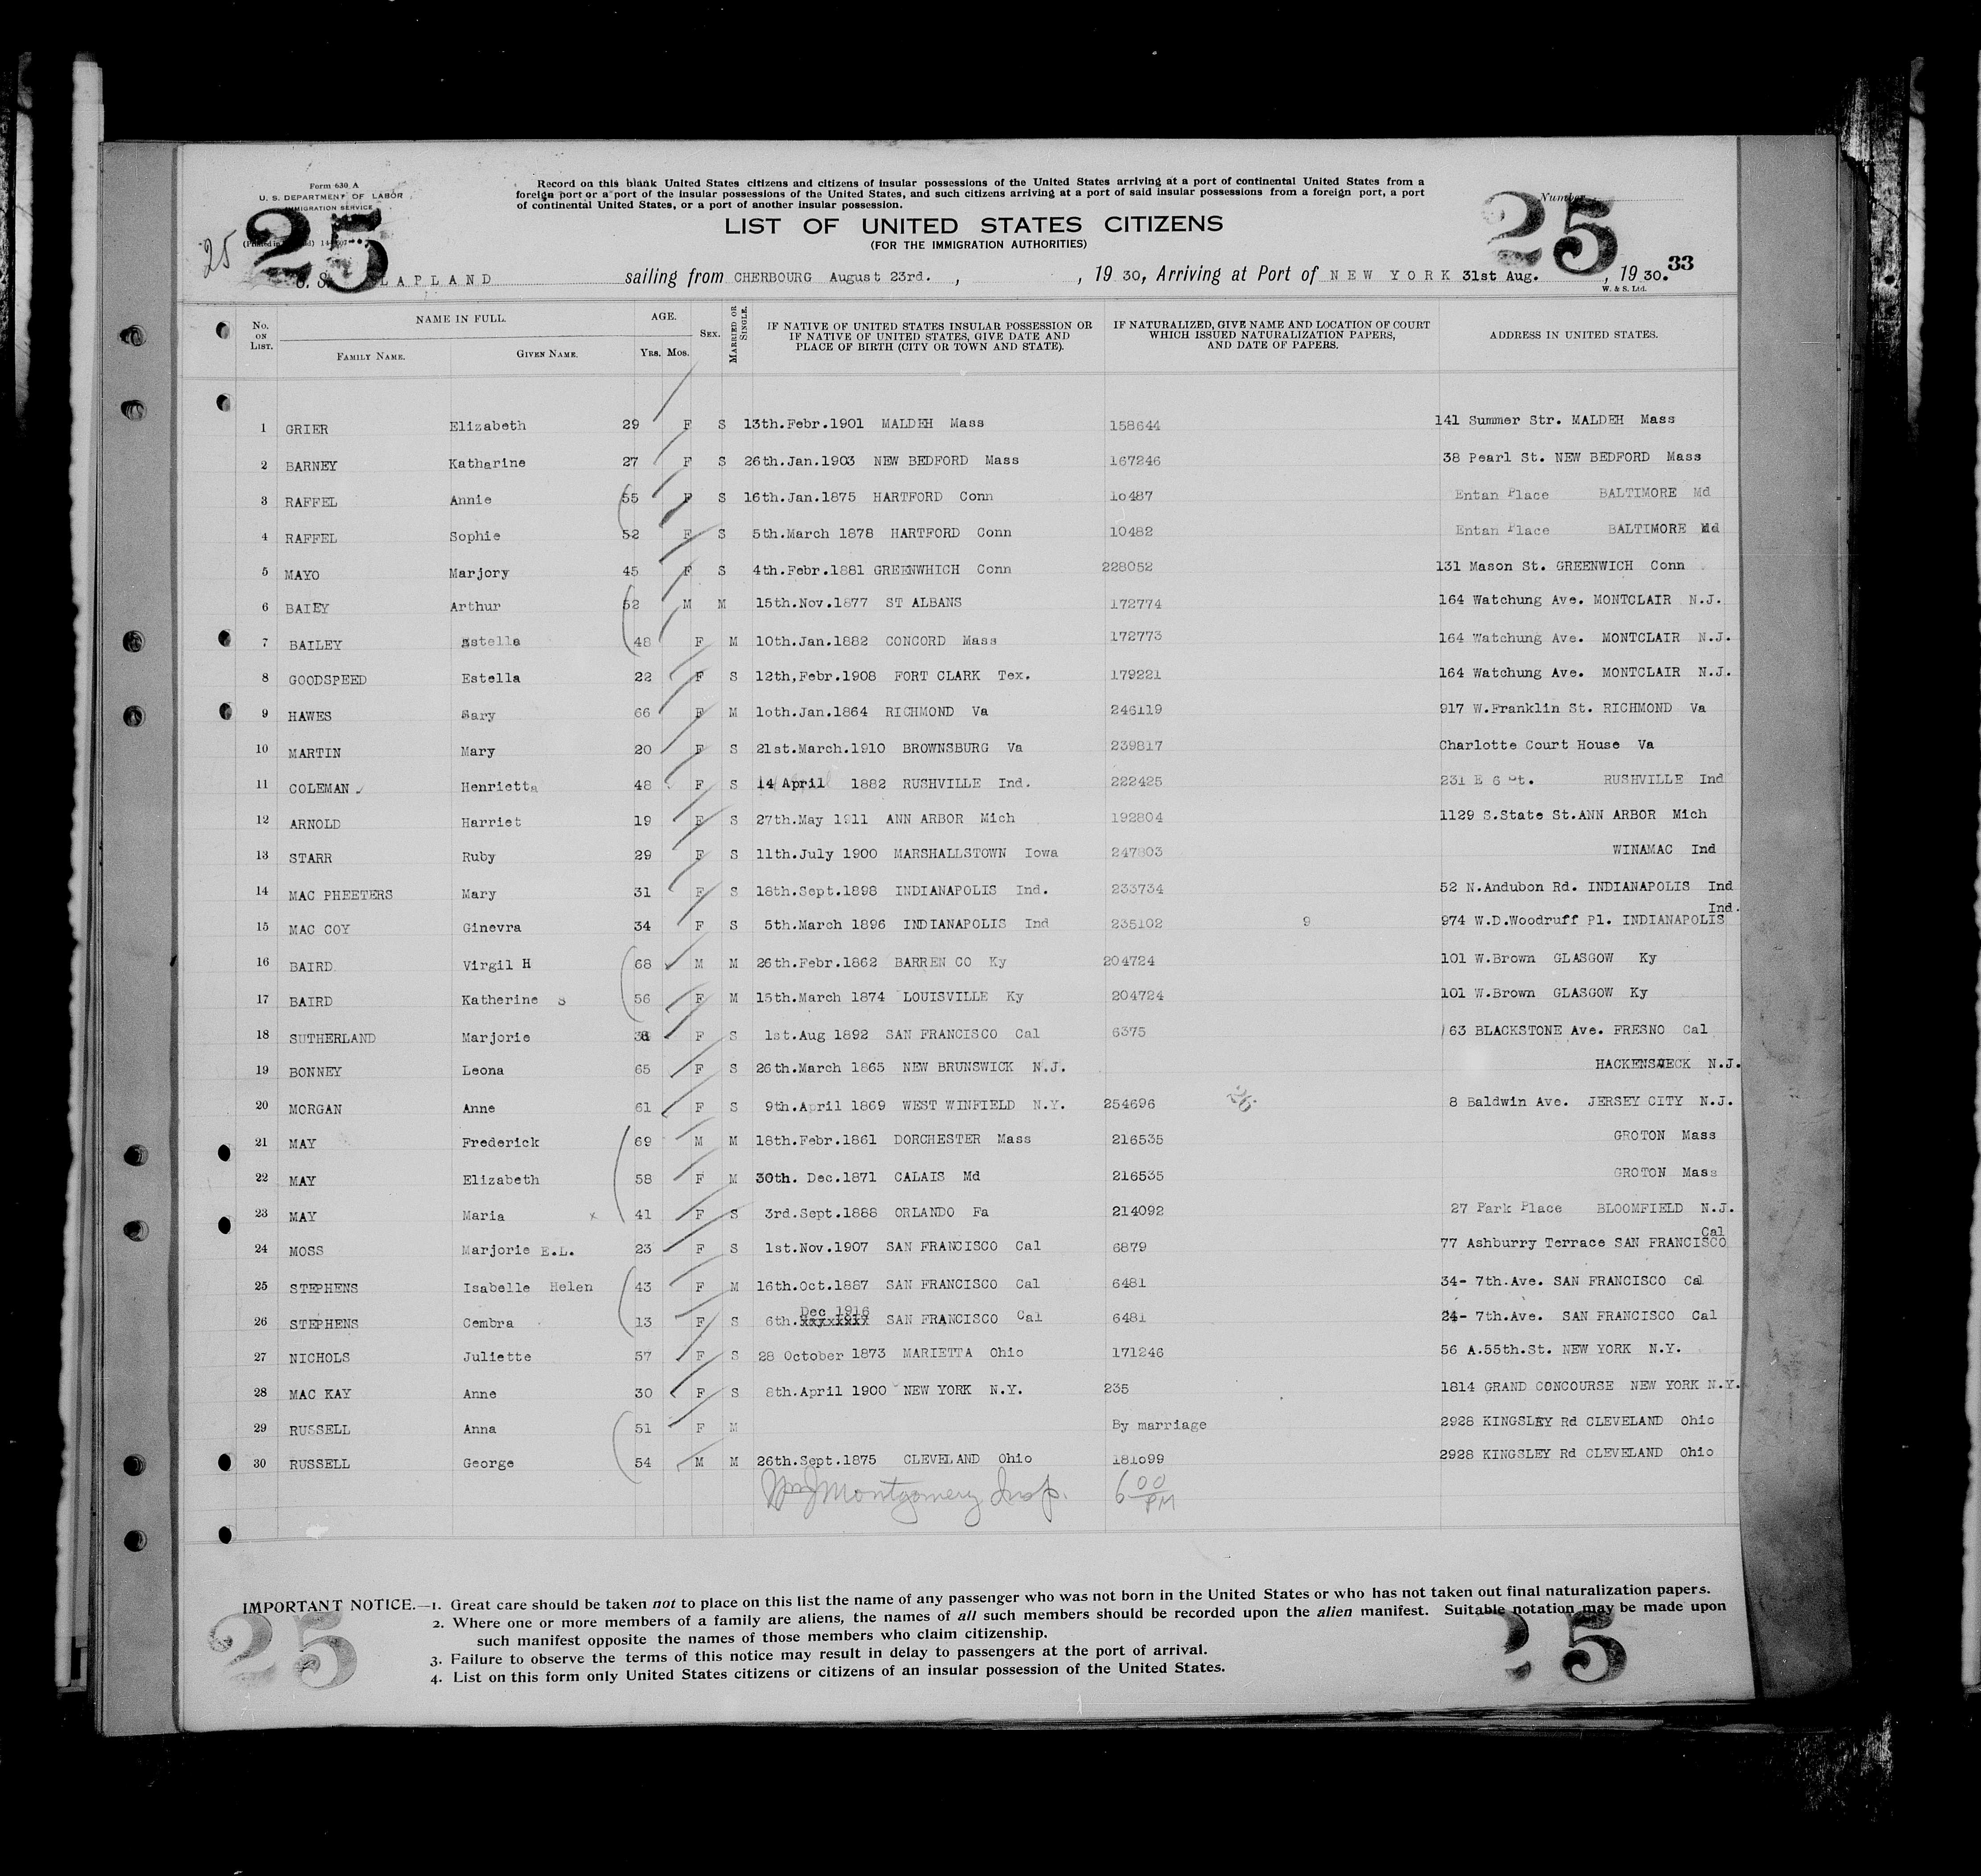 Form 630 A
U. S. DEPARTMENT OF LABOR
IMMIGRATION SERVICE
25
25
25
Number
Record on this blank United States citizens and citizens of insular possessions of the United States arriving at a port of continental United States from a
foreign port or a port of the insular possessions of the United States, and such citizens arriving at a port of said insular possessions from a foreign port, a port
of continental United States, or a port of another insular possession.
LIST OF UNITED STATES CITIZENS
(FOR THE IMMIGRATION AUTHORITIES)
S. LAPLAND sailing from CHERBOURG August 23rd. , , 19 30, Arriving at Port of NEW YORK 31st Aug. , 19 30. 33
W. & S. Ltd.
No. ON LIST. NAME IN FULL. FAMILY NAME. GIVEN NAME. AGE. YRS. MOS. SEX. MARRIED OR SINGLE. IF NATIVE OF UNITED STATES INSULAR POSSESSION OR IF NATIVE OF UNITED STATES, GIVE DATE AND PLACE OF BIRTH (CITY OR TOWN AND STATE). IF NATURALIZED, GIVE NAME AND LOCATION OF COURT WHICH ISSUED NATURALIZATION PAPERS, AND DATE OF PAPERS. ADDRESS IN UNITED STATES.
1 GRIER Elizabeth 29 F S 13th.Febr.1901 MALDEH Mass 158644 141 Summer Str. MALDEH Mass
2 BARNEY Katharine 27 F S 26th.Jan.1903 NEW BEDFORD Mass 167246 38 Pearl St. NEW BEDFORD Mass
3 RAFFEL Annie 55 F S 16th.Jan.1875 HARTFORD Conn 10487 Entan Place BALTIMORE Md
4 RAFFEL Sophie 52 F S 5th.March 1878 HARTFORD Conn 10482 Entan Place BALTIMORE Md
5 MAYO Marjory 45 F S 4th.Febr.1881 GREENWHICH Conn 228052 131 Mason St. GREENWICH Conn
6 BAIEY Arthur 52 M M 15th.Nov.1877 ST ALBANS 172774 164 Watchung Ave. MONTCLAIR N.J.
7 BAILEY Estella 48 F M 10th.Jan.1882 CONCORD Mass 172773 164 Watchung Ave. MONTCLAIR N.J.
8 GOODSPEED Estella 22 F S 12th,Febr.1908 FORT CLARK Tex. 179221 164 Watchung Ave. MONTCLAIR N.J.
9 HAWES 66 F M 1oth.Jan.1864 RICHMOND Va 246119 917 W.Franklin St. RICHMOND Va
10 MARTIN Mary 20 F S 21st.March.1910 BROWNSBURG Va 239817 Charlotte Court House Va
11 COLEMAN Henrietta 48 F S 14 April 1882 RUSHVILLE Ind. 222425 231 E 6 St. RUSHVILLE Ind
12 ARNOLD Harriet 19 F S 27th.May 1911 ANN ARBOR Mich 192804 1129 S.State St.ANN ARBOR Mich
13 STARR Ruby 29 F S 11th.July 1900 MARSHALLSTOWN Iowa 247803 WINAMAC Ind
14 MAC PHEETERS Mary 31 F S 18th.Sept.1898 INDIANAPOLIS Ind. 233734 52 N.Andubon Rd. INDIANAPOLIS Ind
15 MAC COY Ginevra 34 F S 5th.March 1896 INDIANAPOLIS Ind 235102 9 974 W.D.Woodruff Pl. INDIANAPOLIS Ind.
16 BAIRD Virgil H 68 M M 26th.Febr.1862 BARREN CO Ky 204724 101 W.Brown GLASGOW Ky
17 BAIRD Katherine S 56 F M 15th.March 1874 LOUISVILLE Ky 204724 101 W.Brown GLASGOW Ky
18 SUTHERLAND Marjorie 38 F S 1st.Aug 1892 SAN FRANCISCO Cal 6375 63 BLACKSTONE Ave. FRESNO Cal
19 BONNEY Leona 65 F S 26th.March 1865 NEW BRUNSWICK N.J. HACKENSAECK N.J.
20 MORGAN Anne 61 F S 9th.April 1869 WEST WINFIELD N.Y. 254696 26 8 Baldwin Ave. JERSEY CITY N.J.
21 MAY Frederick 69 M M 18th.Febr.1861 DORCHESTER Mass 216535 GROTON Mass
22 MAY Elizabeth 58 F M 30th. Dec.1871 CALAIS Md 216535 GROTON Mass
23 MAY Maria x 41 F S 3rd.Sept.1888 ORLANDO Fa 214092 27 Park Place BLOOMFIELD N.J.
24 MOSS Marjorie E.L. 23 F S 1st.Nov.1907 SAN FRANCISCO Cal 6879 77 Ashburry Terrace SAN FRANCISCO Cal
25 STEPHENS Isabelle Helen 43 F M 16th.Oct.1887 SAN FRANCISCO Cal 6481 34- 7th.Ave. SAN FRANCISCO Cal
26 STEPHENS Cembra 13 F S 6th. Dec 1916 SAN FRANCISCO Cal 6481 24- 7th.Ave. SAN FRANCISCO Cal
27 NICHOLS Juliette 57 F S 28 October 1873 MARIETTA Ohio 171246 56 A.55th.St. NEW YORK N.Y.
28 MAC KAY Anne 30 F S 8th.April 1900 NEW YORK N.Y. 235 1814 GRAND CONCOURSE NEW YORK N.Y.
29 RUSSELL Anna 51 F M By marriage 2928 KINGSLEY Rd CLEVELAND Ohio
30 RUSSELL George 54 M M 26th.Sept.1875 CLEVELAND Ohio 181099 2928 KINGSLEY Rd CLEVELAND Ohio
Wm J Montgomery Insp. 6 00 PM
IMPORTANT NOTICE.—1. Great care should be taken not to place on this list the name of any passenger who was not born in the United States or who has not taken out final naturalization papers.
2. Where one or more members of a family are aliens, the names of all such members should be recorded upon the alien manifest. Suitable notation may be made upon
such manifest opposite the names of those members who claim citizenship.
3. Failure to observe the terms of this notice may result in delay to passengers at the port of arrival.
4. List on this form only United States citizens or citizens of an insular possession of the United States.
25
25